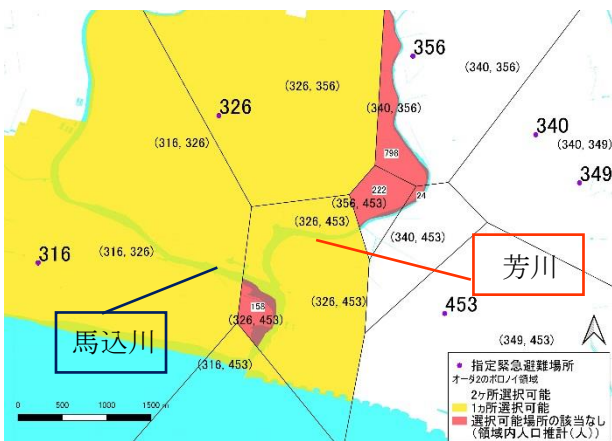 356
(340, 356)
(326, 356)
326
(340, 356)
340
(316, 326)
(340, 349)
798
349
222
24
(356, 453)
(326, 453)
(340, 453)
(316, 326)
316
芳川
(326, 453)
158
453
(326, 453)
馬込川
(349, 453)
(316, 453)
指定緊急避難場所
オーダ2のボロノイ領域
2ヶ所選択可能
1ヵ所選択可能
選択可能場所の該当なし
(領域内人口推計(人))
0 500 1000 1500 m